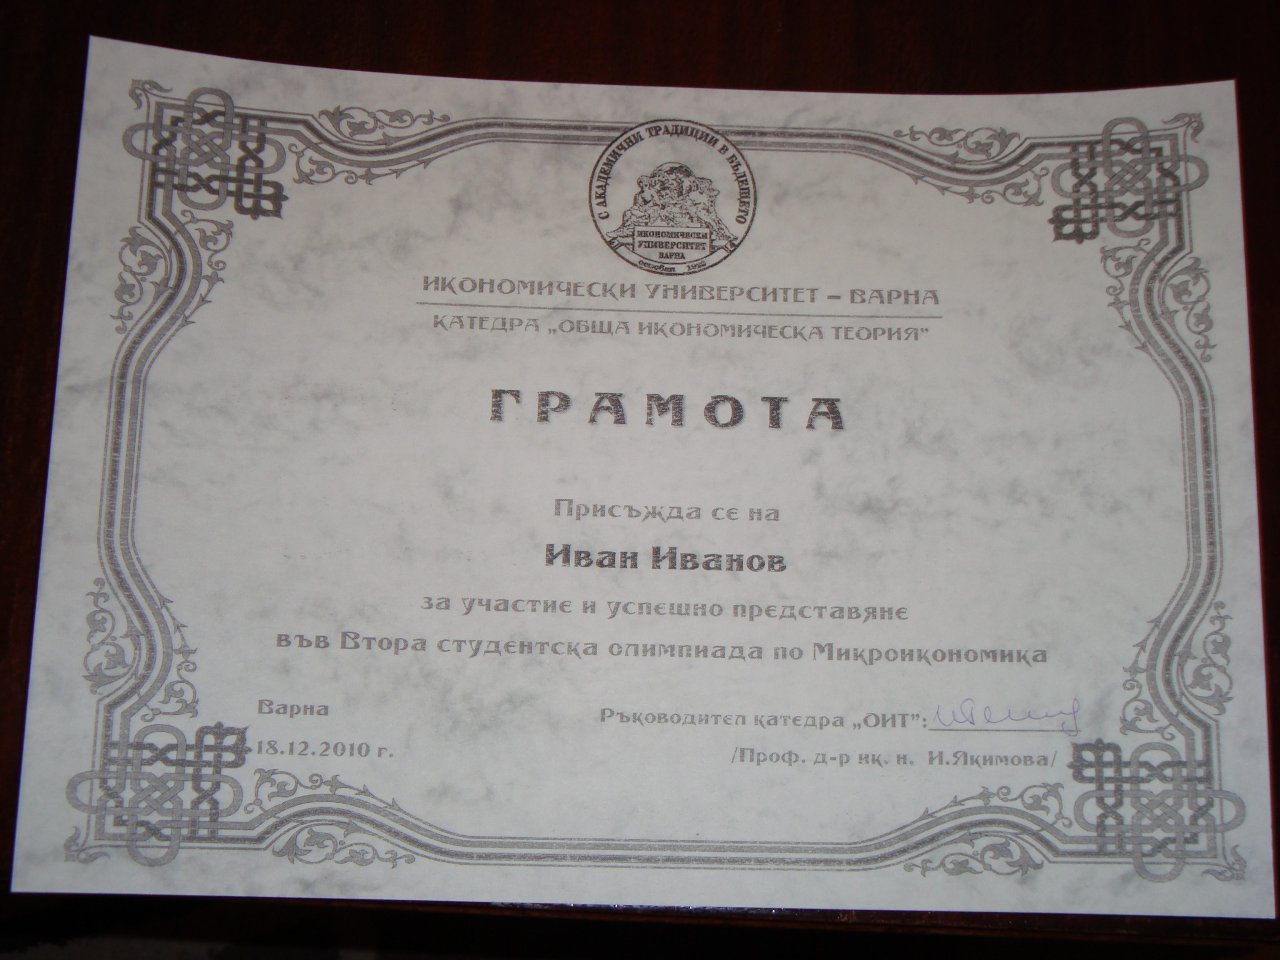 С АКАДЕМИЧНИ ТРАДИЦИИ В БЪДЕЩЕТО
ИКОНОМИЧЕСКИ
УНИВЕРСИТЕТ
ВАРНА
основан 1920
ИКОНОМИЧЕСКИ УНИВЕРСИТЕТ – ВАРНА
КАТЕДРА „ОБЩА ИКОНОМИЧЕСКА ТЕОРИЯ”
ГРАМОТА
Присъжда се на
Иван Иванов
за участие и успешно представяне
във Втора студентска олимпиада по Микроикономика
Варна
Ръководител катедра „ОИТ”:
18.12.2010 г.
/Проф. д-р ик. н. И.Якимова/